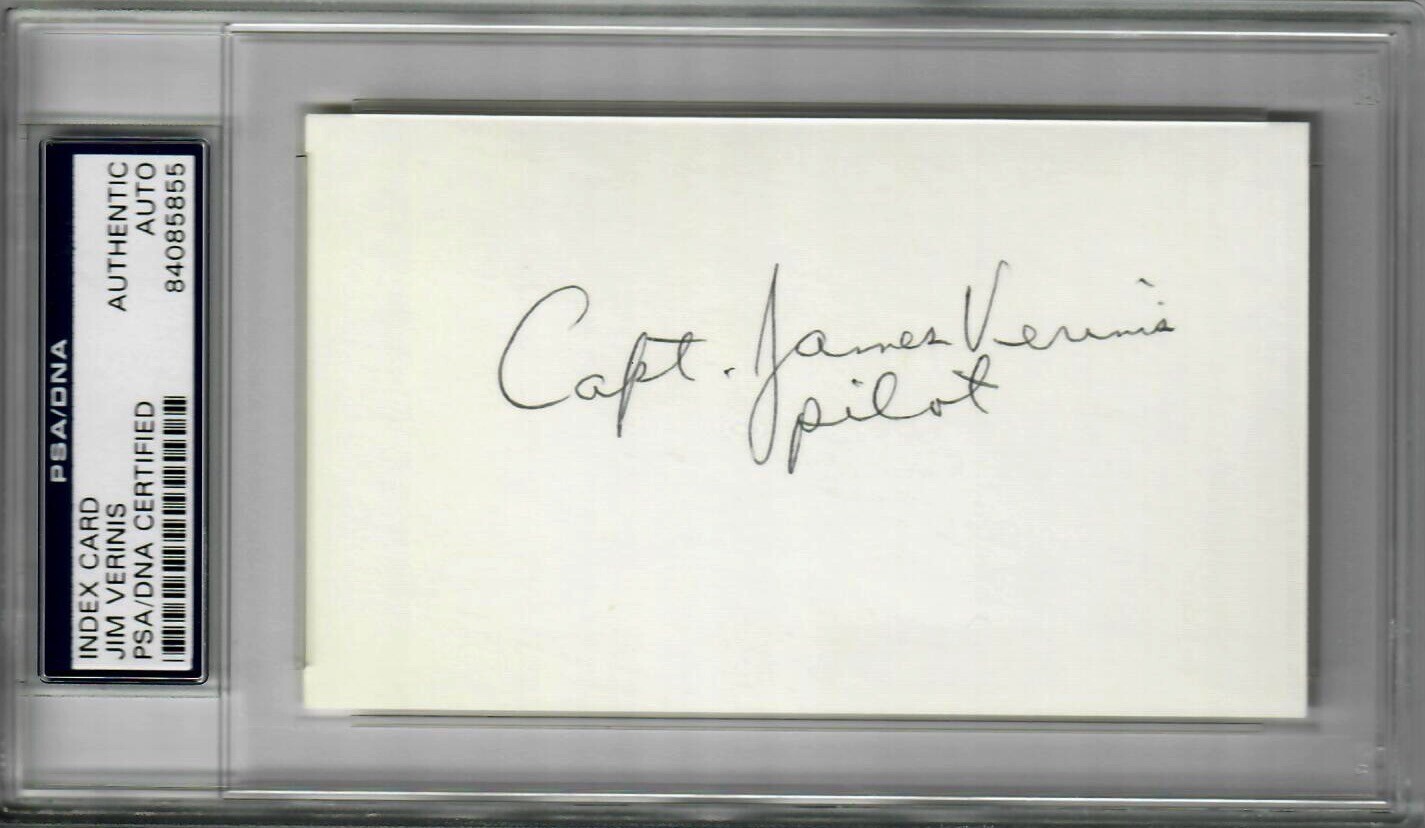 PSA/DNA
INDEX CARD
JIM VERINIS
PSA/DNA CERTIFIED
AUTHENTIC
AUTO
84085855
Capt. James Verinis
pilot